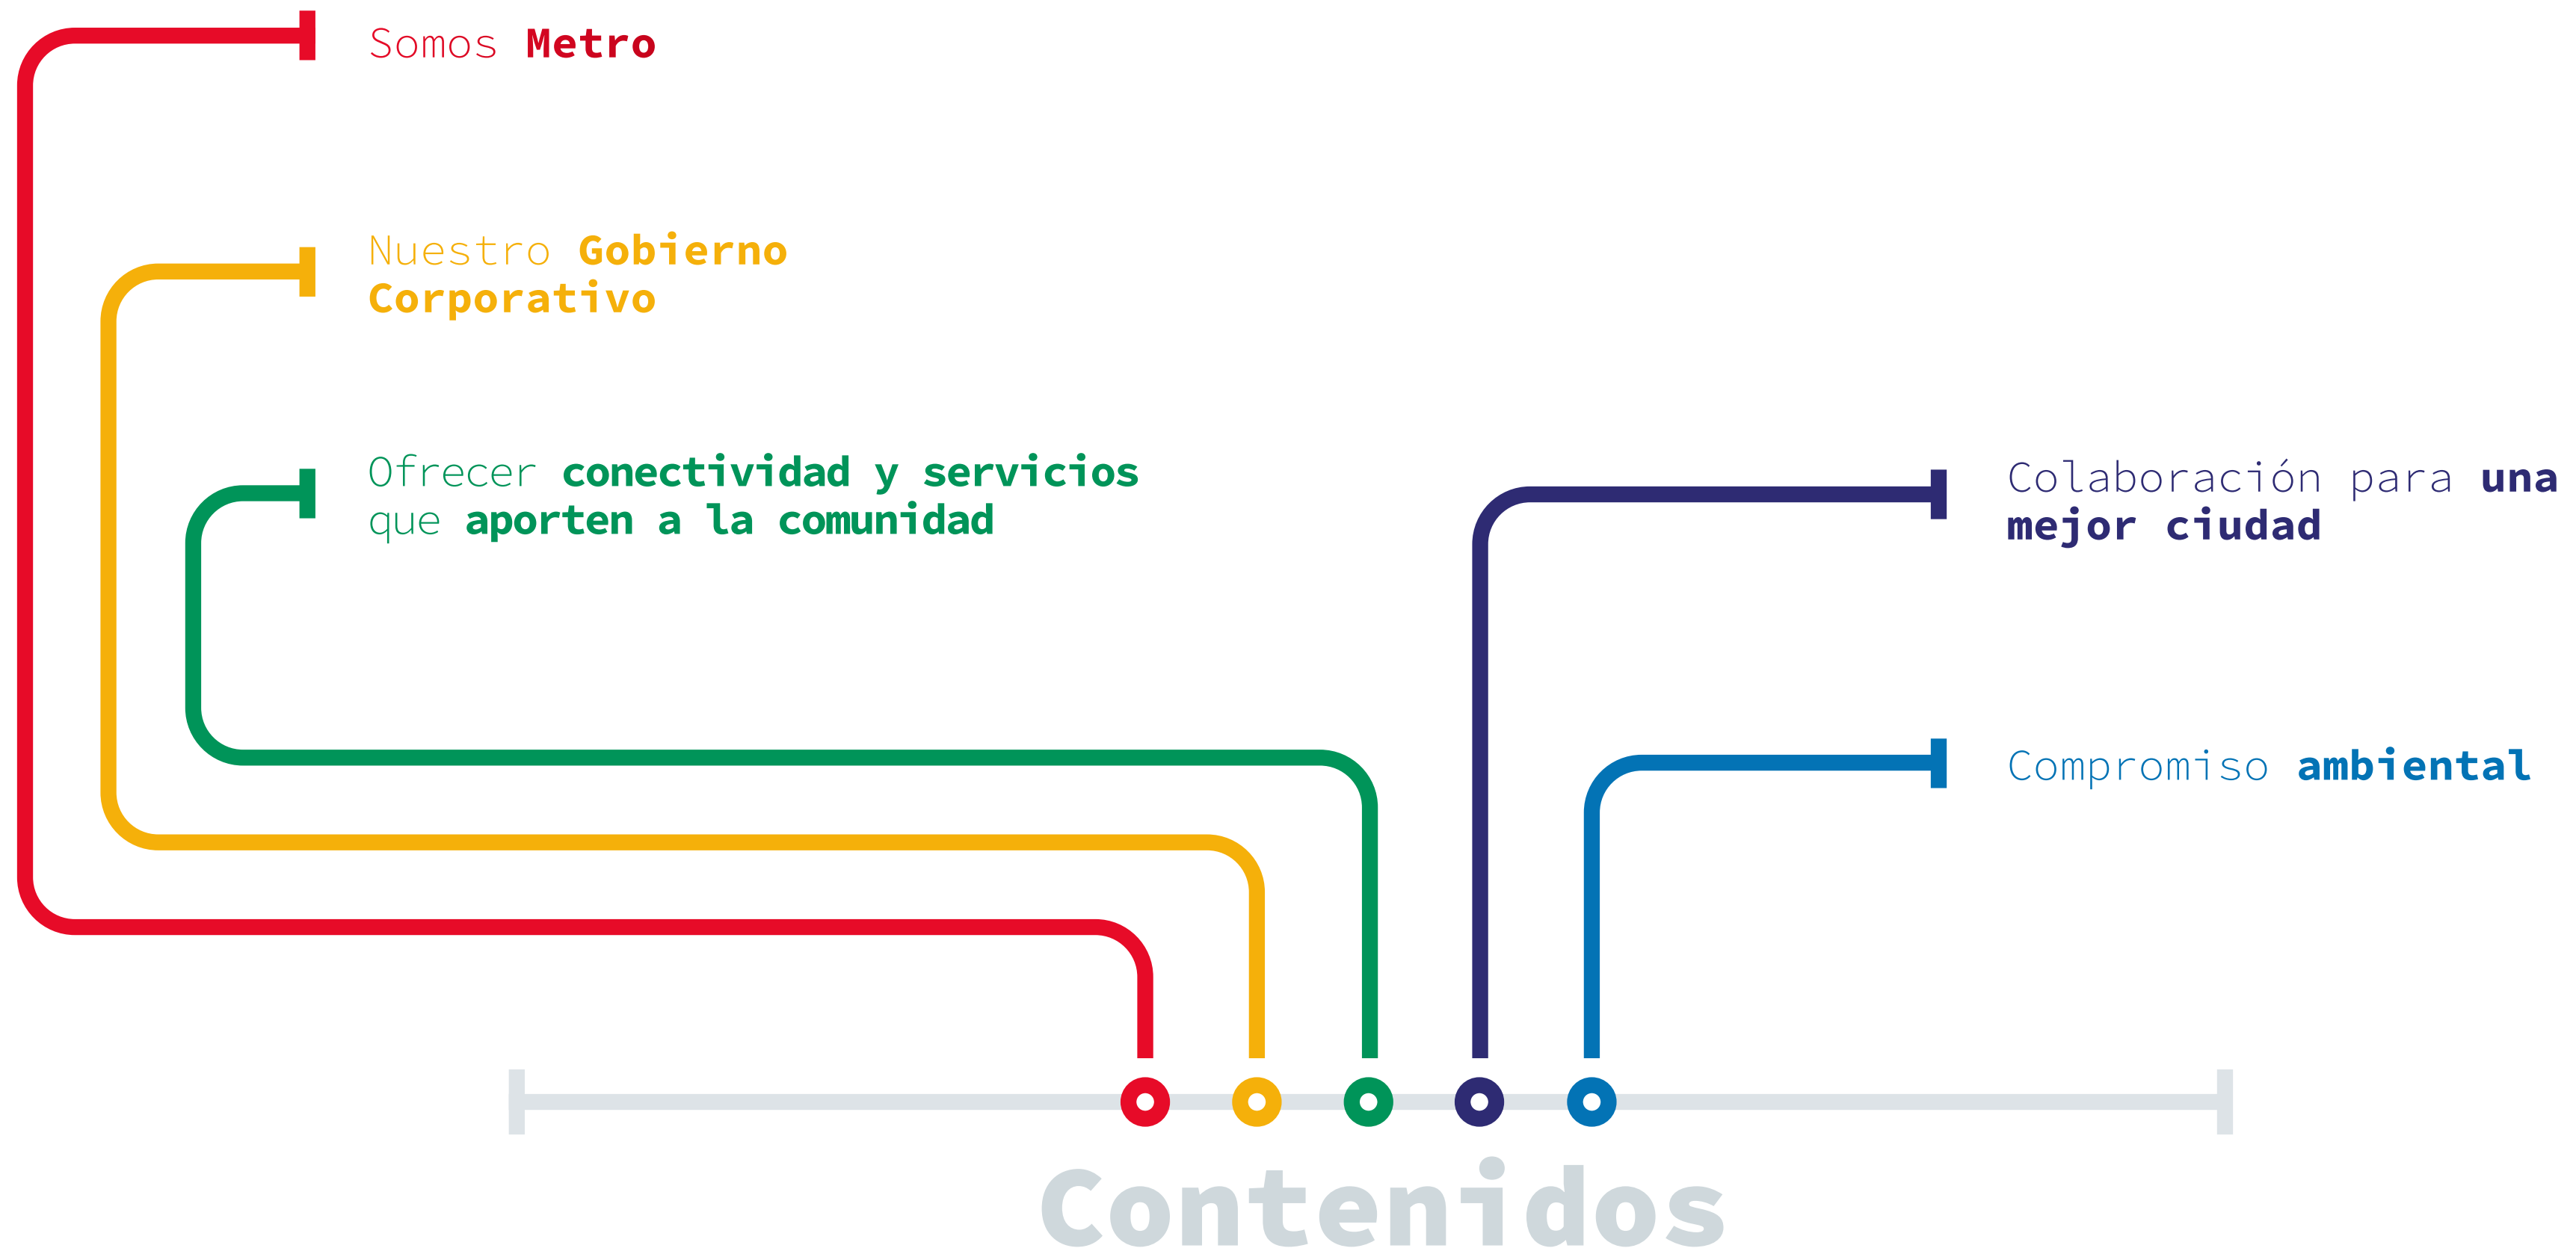 Somos Metro
Nuestro Gobierno
Corporativo
Ofrecer conectividad y servicios
que aporten a la comunidad
Colaboración para una
mejor ciudad
Compromiso ambiental
Contenidos